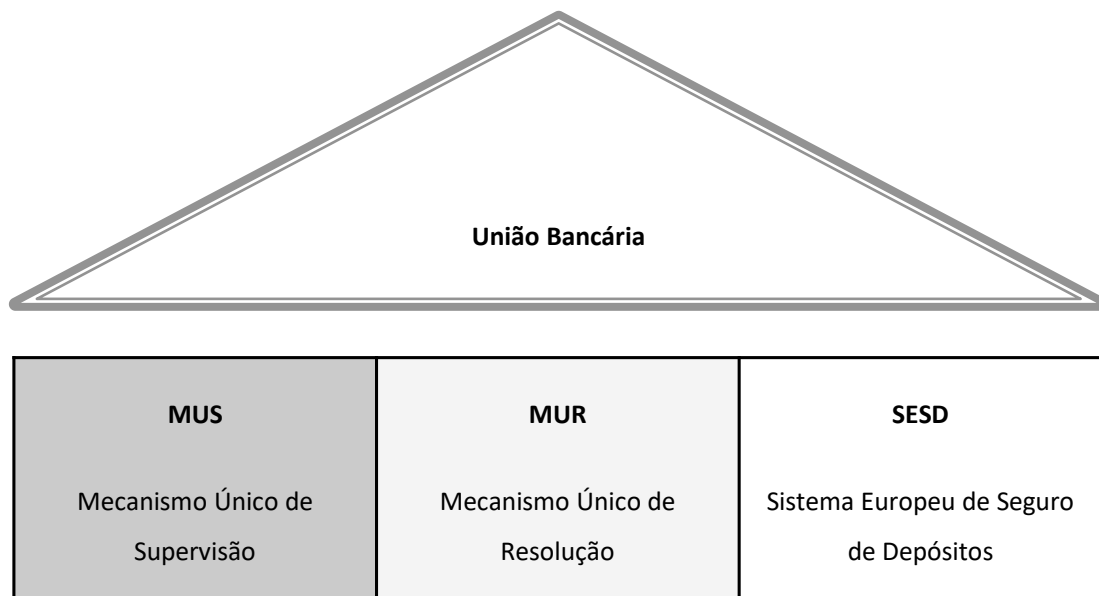 União Bancária
MUS
Mecanismo Único de
Supervisão
MUR
Mecanismo Único de
Resolução
SESD
Sistema Europeu de Seguro
de Depósitos